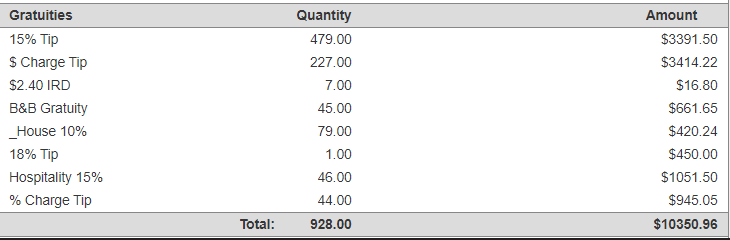 Gratuities Quantity Amount
15% Tip 479.00 $3391.50
$ Charge Tip 227.00 $3414.22
$2.40 IRD 7.00 $16.80
B&B Gratuity 45.00 $661.65
_House 10% 79.00 $420.24
18% Tip 1.00 $450.00
Hospitality 15% 46.00 $1051.50
% Charge Tip 44.00 $945.05
Total: 928.00 $10350.96